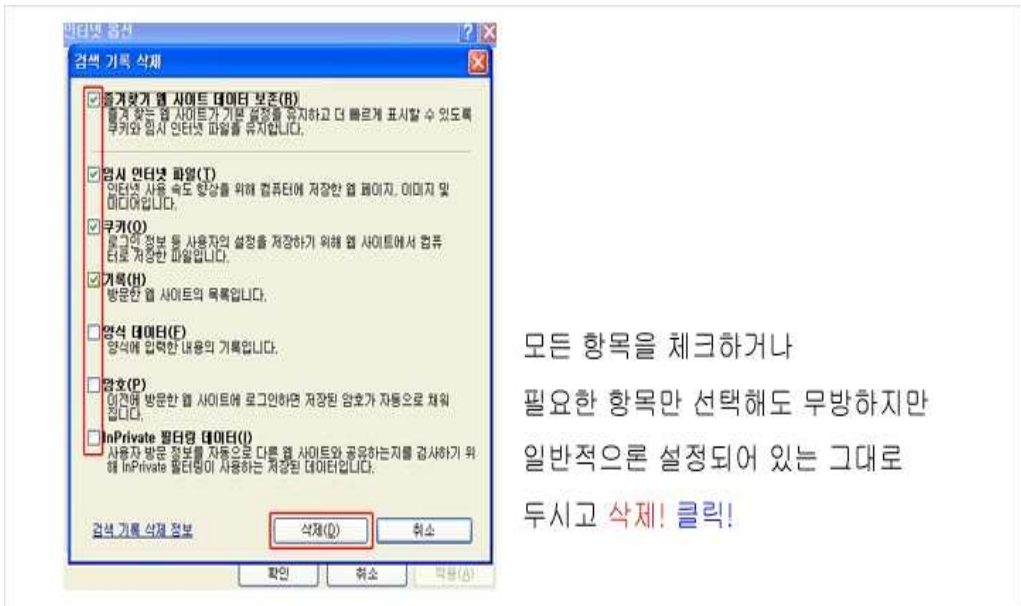 인터넷 옵션
검색 기록 삭제
즐겨찾기 웹 사이트 데이터 보존(R)
즐겨 찾는 웹 사이트가 기본 설정을 유지하고 더 빠르게 표시할 수 있도록
쿠키와 임시 인터넷 파일을 유지합니다.
임시 인터넷 파일(T)
인터넷 사용 속도 향상을 위해 컴퓨터에 저장한 웹 페이지, 이미지 및
미디어입니다.
쿠키(O)
로그인 정보 등 사용자의 설정을 저장하기 위해 웹 사이트에서 컴퓨
터로 저장한 파일입니다.
기록(H)
방문한 웹 사이트의 목록입니다.
양식 데이터(F)
양식에 입력한 내용의 기록입니다.
암호(P)
이전에 방문한 웹 사이트에 로그인하면 저장된 암호가 자동으로 채워
집니다.
InPrivate 필터링 데이터(I)
사용자 방문 정보를 자동으로 다른 웹 사이트와 공유하는지를 검사하기 위
해 InPrivate 필터링이 사용하는 저장된 데이터입니다.
검색 기록 삭제 정보
삭제(D)
취소
확인
취소
적용(A)
모든 항목을 체크하거나
필요한 항목만 선택해도 무방하지만
일반적으론 설정되어 있는 그대로
두시고 삭제! 클릭!